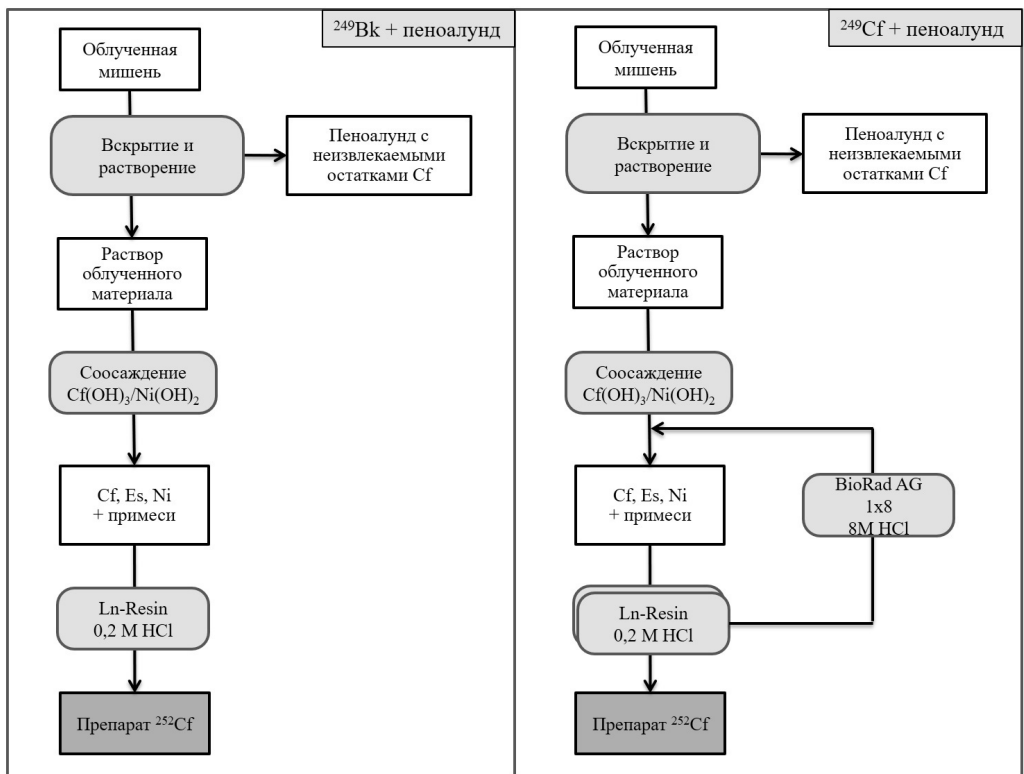 ²⁴⁹Bk + пеноалунд
Облученная
мишень
Вскрытие и
растворение
Пеноалунд с
неизвлекаемыми
остатками Cf
Раствор
облученного
материала
Соосаждение
Cf(OH)₃/Ni(OH)₂
Cf, Es, Ni
+ примеси
Ln-Resin
0,2 M HCl
Препарат ²⁵²Cf
²⁴⁹Cf + пеноалунд
Облученная
мишень
Вскрытие и
растворение
Пеноалунд с
неизвлекаемыми
остатками Cf
Раствор
облученного
материала
Соосаждение
Cf(OH)₃/Ni(OH)₂
Cf, Es, Ni
+ примеси
BioRad AG
1x8
8M HCl
Ln-Resin
0,2 M HCl
Препарат ²⁵²Cf